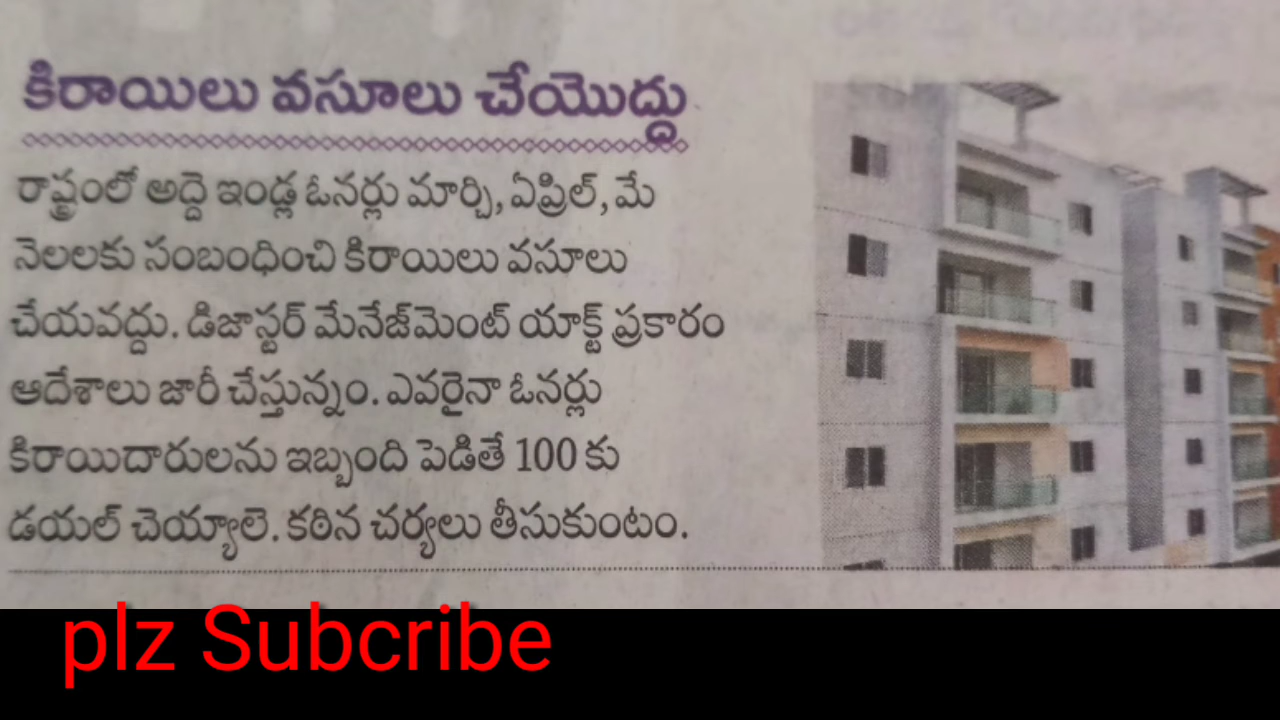 కిరాయిలు వసూలు చేయొద్దు
రాష్ట్రంలో అద్దె ఇండ్ల ఓనర్లు మార్చి, ఏప్రిల్, మే
నెలలకు సంబంధించి కిరాయిలు వసూలు
చేయవద్దు. డిజాస్టర్ మేనేజ్‌మెంట్ యాక్ట్ ప్రకారం
ఆదేశాలు జారీ చేస్తున్నం. ఎవరైనా ఓనర్లు
కిరాయిదారులను ఇబ్బంది పెడితే 100 కు
డయల్ చెయ్యాలె. కఠిన చర్యలు తీసుకుంటం.
plz Subcribe